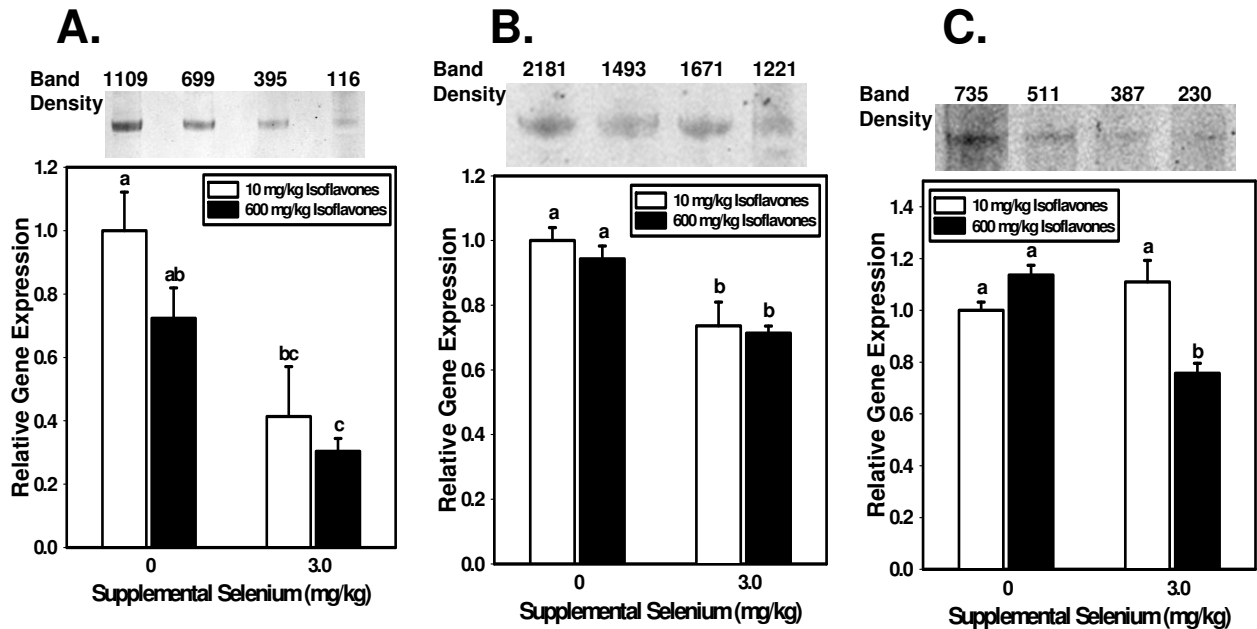 A.
Band Density 1109 699 395 116
1.2
1.0
0.8
0.6
0.4
0.2
0.0
Relative Gene Expression
10 mg/kg Isoflavones
600 mg/kg Isoflavones
a
ab
bc
c
0 3.0
Supplemental Selenium (mg/kg)
B.
Band Density 2181 1493 1671 1221
1.2
1.0
0.8
0.6
0.4
0.2
0.0
Relative Gene Expression
10 mg/kg Isoflavones
600 mg/kg Isoflavones
a
a
b
b
0 3.0
Supplemental Selenium (mg/kg)
C.
Band Density 735 511 387 230
1.4
1.2
1.0
0.8
0.6
0.4
0.2
0.0
Relative Gene Expression
10 mg/kg Isoflavones
600 mg/kg Isoflavones
a
a
a
b
0 3.0
Supplemental Selenium (mg/kg)